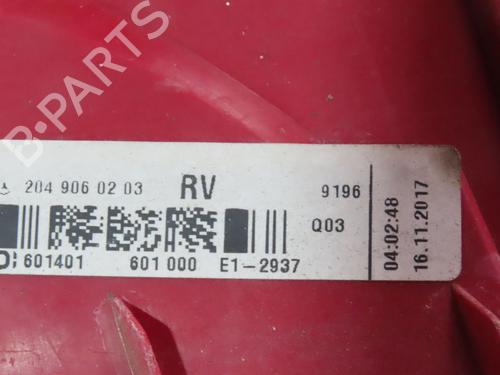 B-PARTS
204 906 02 03 RV 9196
Q03
601401 601 000 E1-2937
04:02:48
16.11.2017